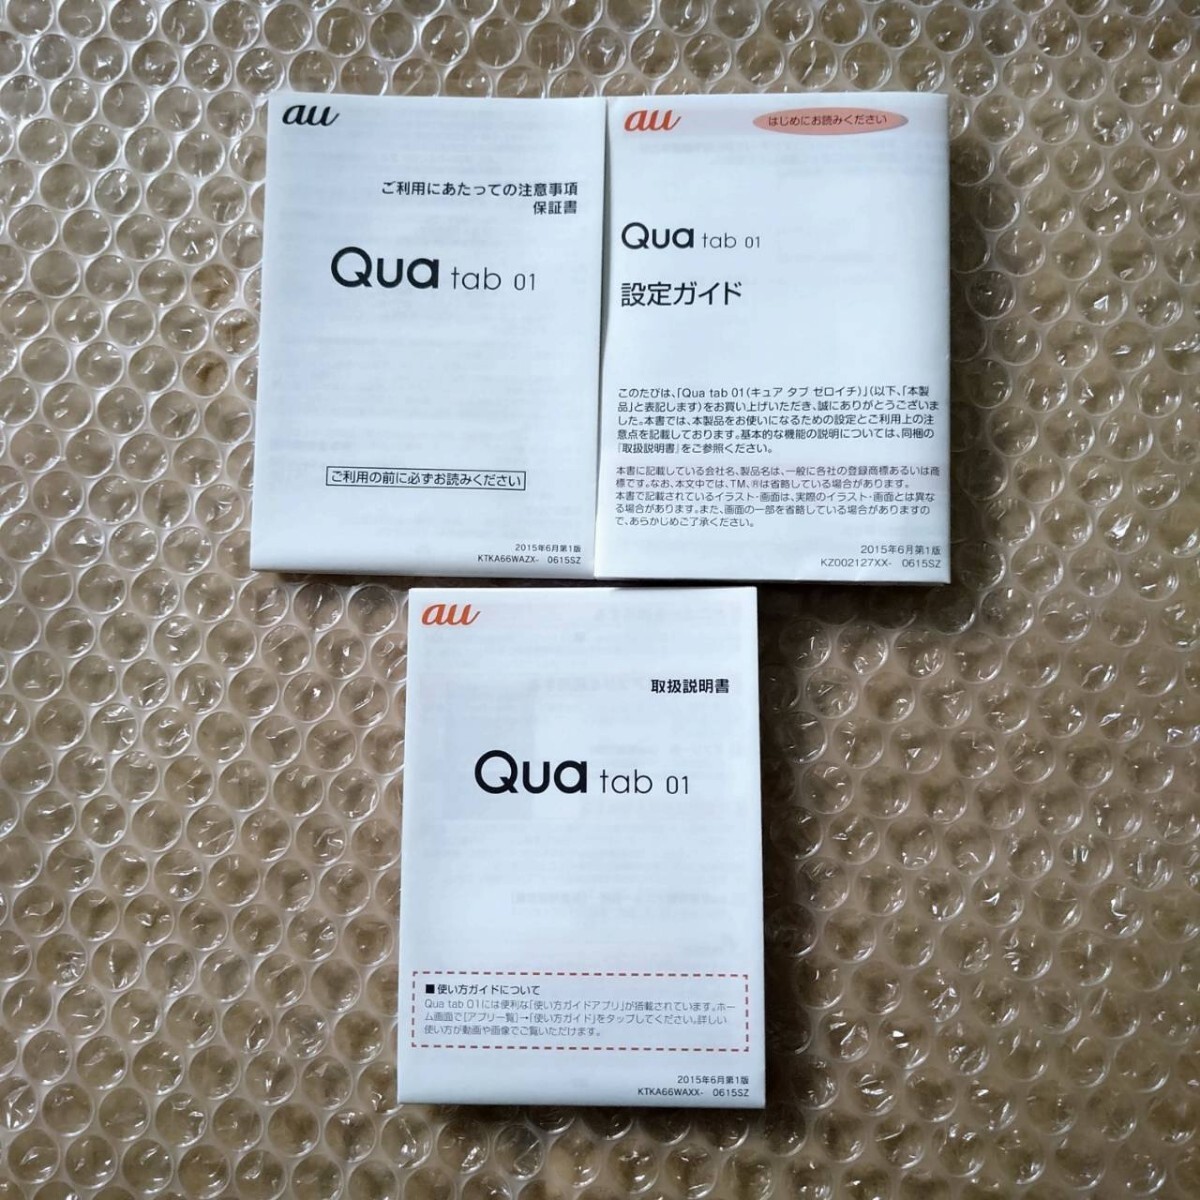 au
ご利用にあたっての注意事項
保証書
Qua tab 01
ご利用の前に必ずお読みください
2015年6月第1版
KTKA66WAZX- 0615SZ
au
はじめにお読みください
Qua tab 01
設定ガイド
このたびは、「Qua tab 01(キュア タブ ゼロイチ)」(以下、「本製
品」と表記します)をお買い上げいただき、誠にありがとうございま
した。本書では、本製品をお使いになるための設定とご利用上の注
意点を記載しております。基本的な機能の説明については、同梱の
『取扱説明書』をご参照ください。
本書に記載している会社名、製品名は、一般に各社の登録商標あるいは商
標です。なお、本文中では、TM、®は省略している場合があります。
本書で記載されているイラスト・画面は、実際のイラスト・画面とは異な
る場合があります。また、画面の一部を省略している場合がありますの
で、あらかじめご了承ください。
2015年6月第1版
KZ002127XX- 0615SZ
au
取扱説明書
Qua tab 01
■使い方ガイドについて
Qua tab 01には便利な「使い方ガイドアプリ」が搭載されています。ホー
ム画面で[アプリ一覧]→「使い方ガイド」をタップしてください。詳しい
使い方が動画や画像でご覧いただけます。
2015年6月第1版
KTKA66WAXX- 0615SZ